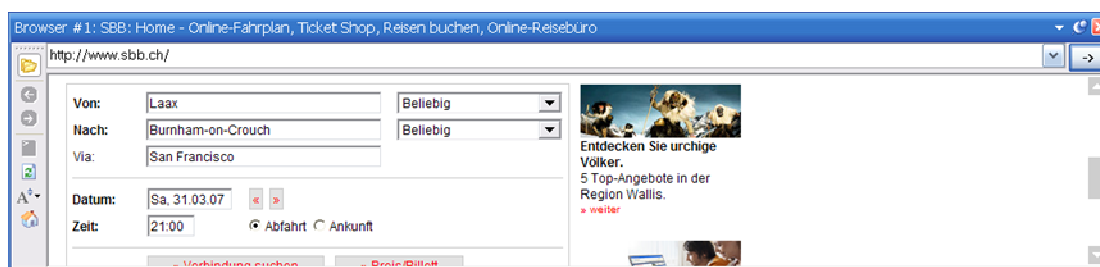 Browser #1: SBB: Home - Online-Fahrplan, Ticket Shop, Reisen buchen, Online-Reisebüro
http://www.sbb.ch/
->
Von: Laax Beliebig
Nach: Burnham-on-Crouch Beliebig
Via: San Francisco
Datum: Sa, 31.03.07 « »
Zeit: 21:00 Abfahrt Ankunft
» Verbindung suchen » Preis/Billett
Entdecken Sie urchige
Völker.
5 Top-Angebote in der
Region Wallis.
» weiter